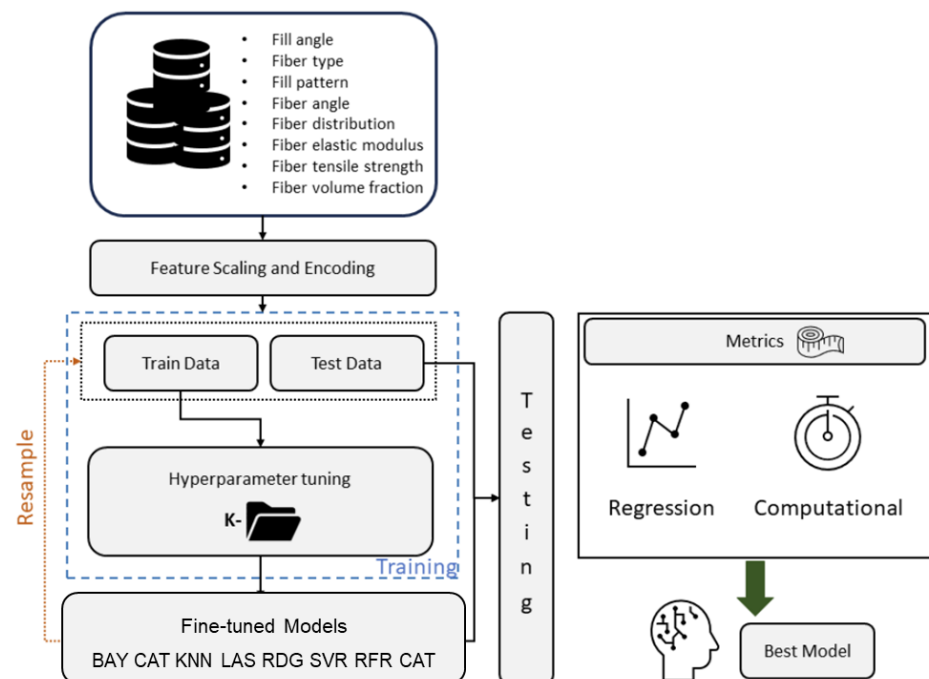 • Fill angle
• Fiber type
• Fill pattern
• Fiber angle
• Fiber distribution
• Fiber elastic modulus
• Fiber tensile strength
• Fiber volume fraction
Feature Scaling and Encoding
Train Data
Test Data
Hyperparameter tuning
K-
Training
Resample
Fine-tuned Models
BAY CAT KNN LAS RDG SVR RFR CAT
Testing
Metrics
Regression
Computational
Best Model